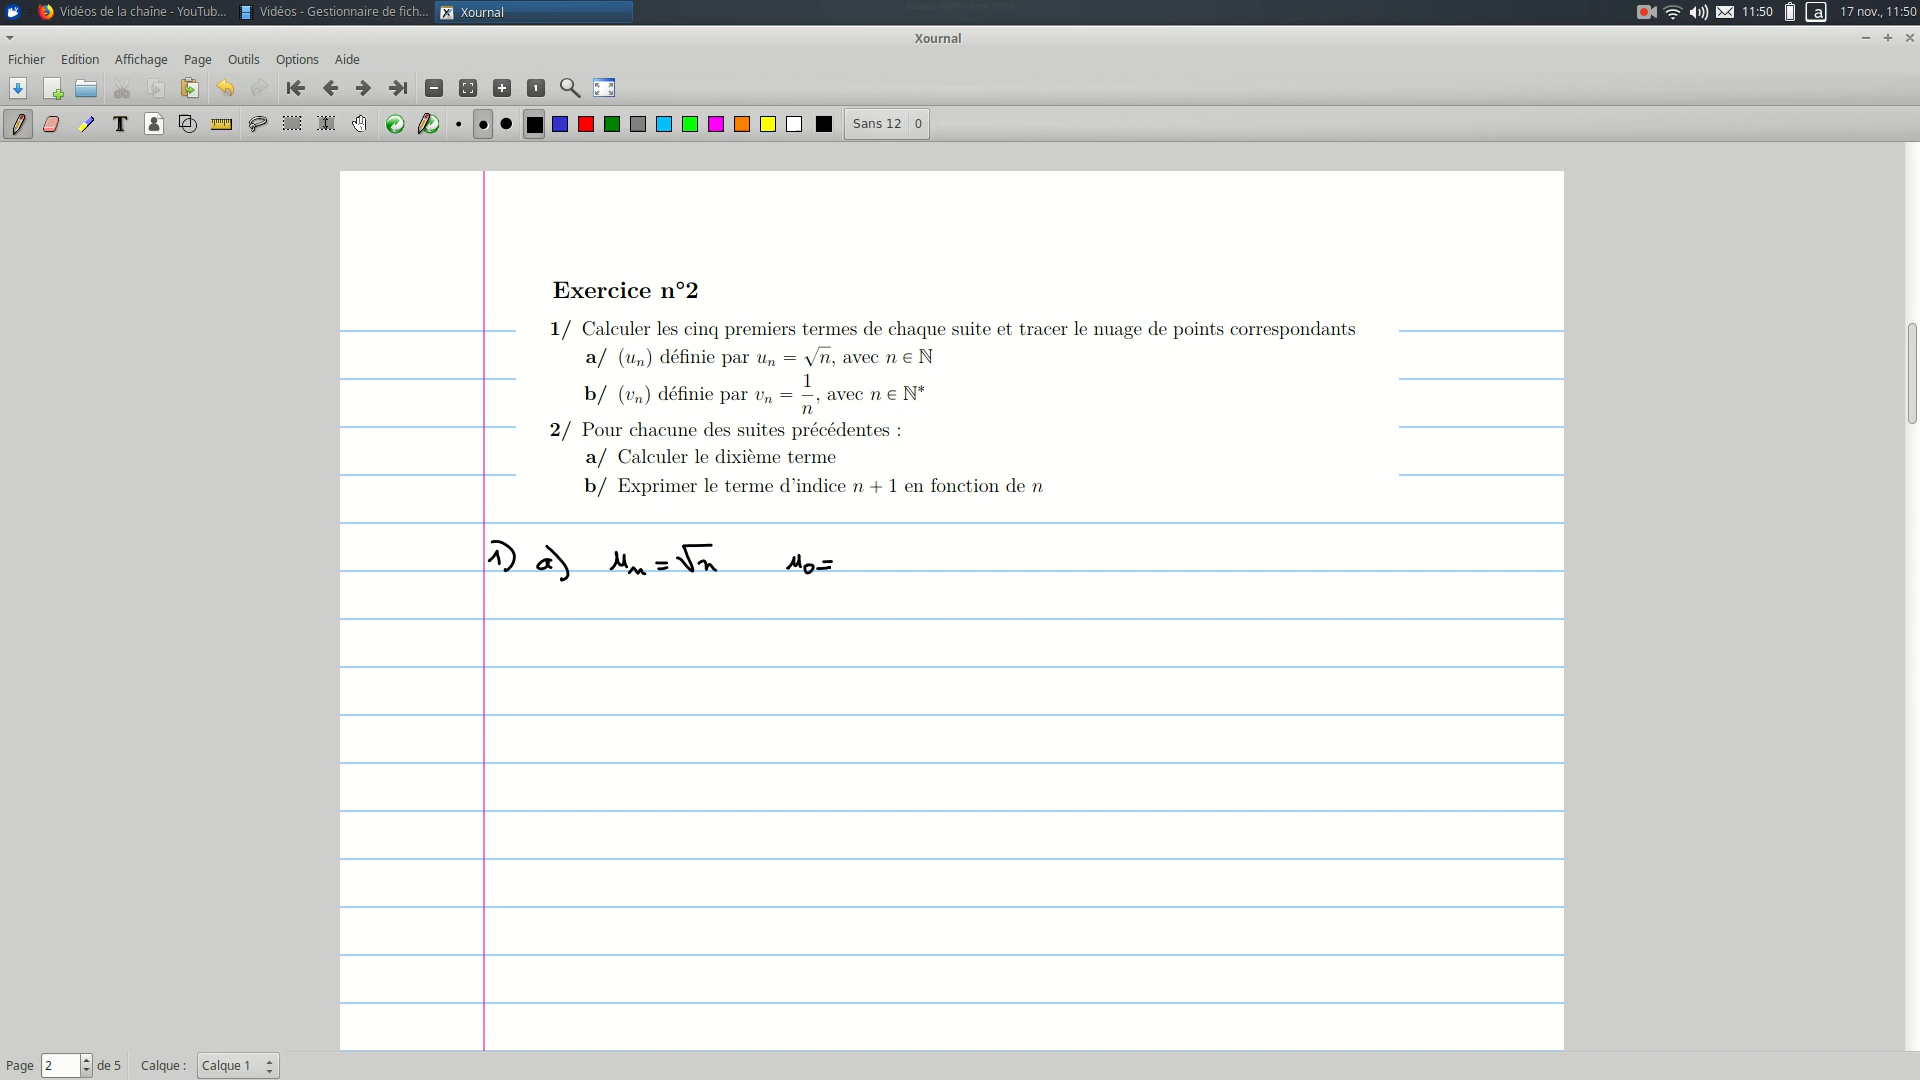 Vidéos de la chaîne - YouTub... Vidéos - Gestionnaire de fich... Xournal 11:50 a 17 nov., 11:50
Xournal
Fichier Edition Affichage Page Outils Options Aide
T Sans 12 0
Exercice n°2
1/ Calculer les cinq premiers termes de chaque suite et tracer le nuage de points correspondants
a/ (uₙ) définie par uₙ = √n, avec n ∈ ℕ
b/ (vₙ) définie par vₙ = 1/n, avec n ∈ ℕ*
2/ Pour chacune des suites précédentes :
a/ Calculer le dixième terme
b/ Exprimer le terme d'indice n + 1 en fonction de n
1) a) uₙ = √n u₀ =
Page 2 de 5 Calque : Calque 1